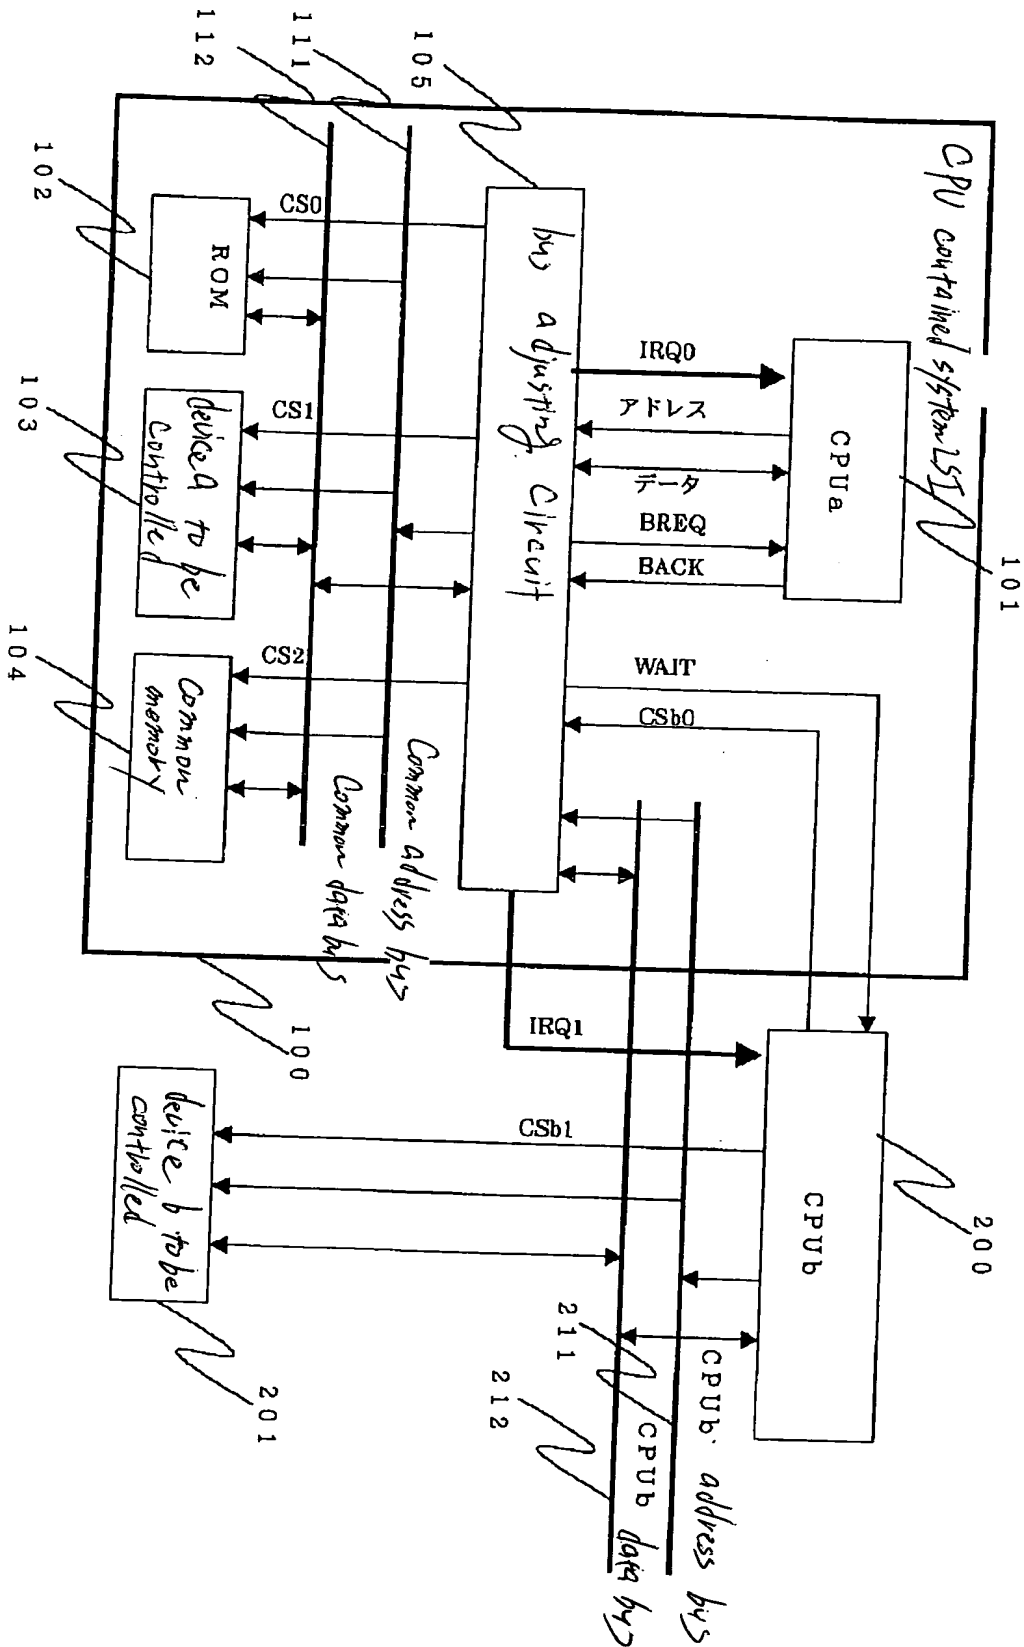 112
111
105
CPU contained system LSI
102
ROM
CS0
bus adjusting circuit
IRQ0
アドレス
データ
BREQ
BACK
CPUa
101
103
device a to be
controlled
CS1
104
Common
memory
CS2
Common address bus
Common data bus
WAIT
CSb0
100
IRQ1
device b to be
controlled
201
CSb1
CPUb
200
211
CPUb address bus
212
CPUb data bus